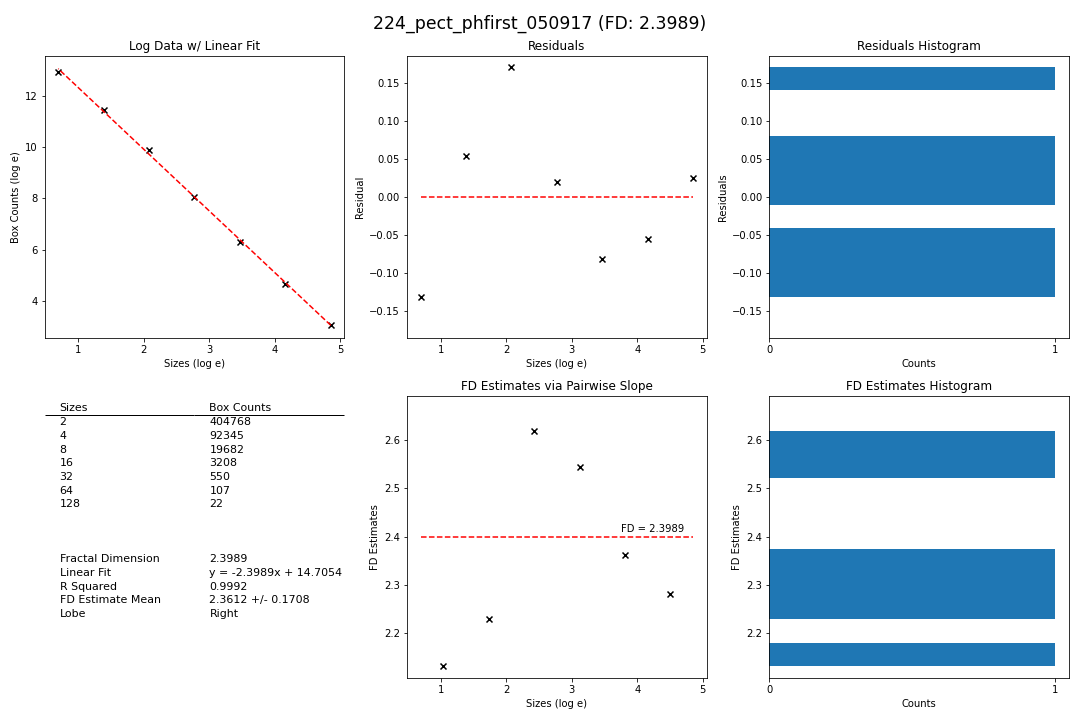 224_pect_phfirst_050917 (FD: 2.3989)
Log Data w/ Linear Fit
Box Counts (log e)
12
10
8
6
4
1 2 3 4 5
Sizes (log e)
Residuals
Residual
0.15
0.10
0.05
0.00
−0.05
−0.10
−0.15
1 2 3 4 5
Sizes (log e)
Residuals Histogram
Residuals
0.15
0.10
0.05
0.00
−0.05
−0.10
−0.15
0 1
Counts
Sizes Box Counts
2 404768
4 92345
8 19682
16 3208
32 550
64 107
128 22
Fractal Dimension 2.3989
Linear Fit y = -2.3989x + 14.7054
R Squared 0.9992
FD Estimate Mean 2.3612 +/- 0.1708
Lobe Right
FD Estimates via Pairwise Slope
FD Estimates
2.6
2.5
2.4
2.3
2.2
FD = 2.3989
1 2 3 4 5
Sizes (log e)
FD Estimates Histogram
FD Estimates
2.6
2.5
2.4
2.3
2.2
0 1
Counts